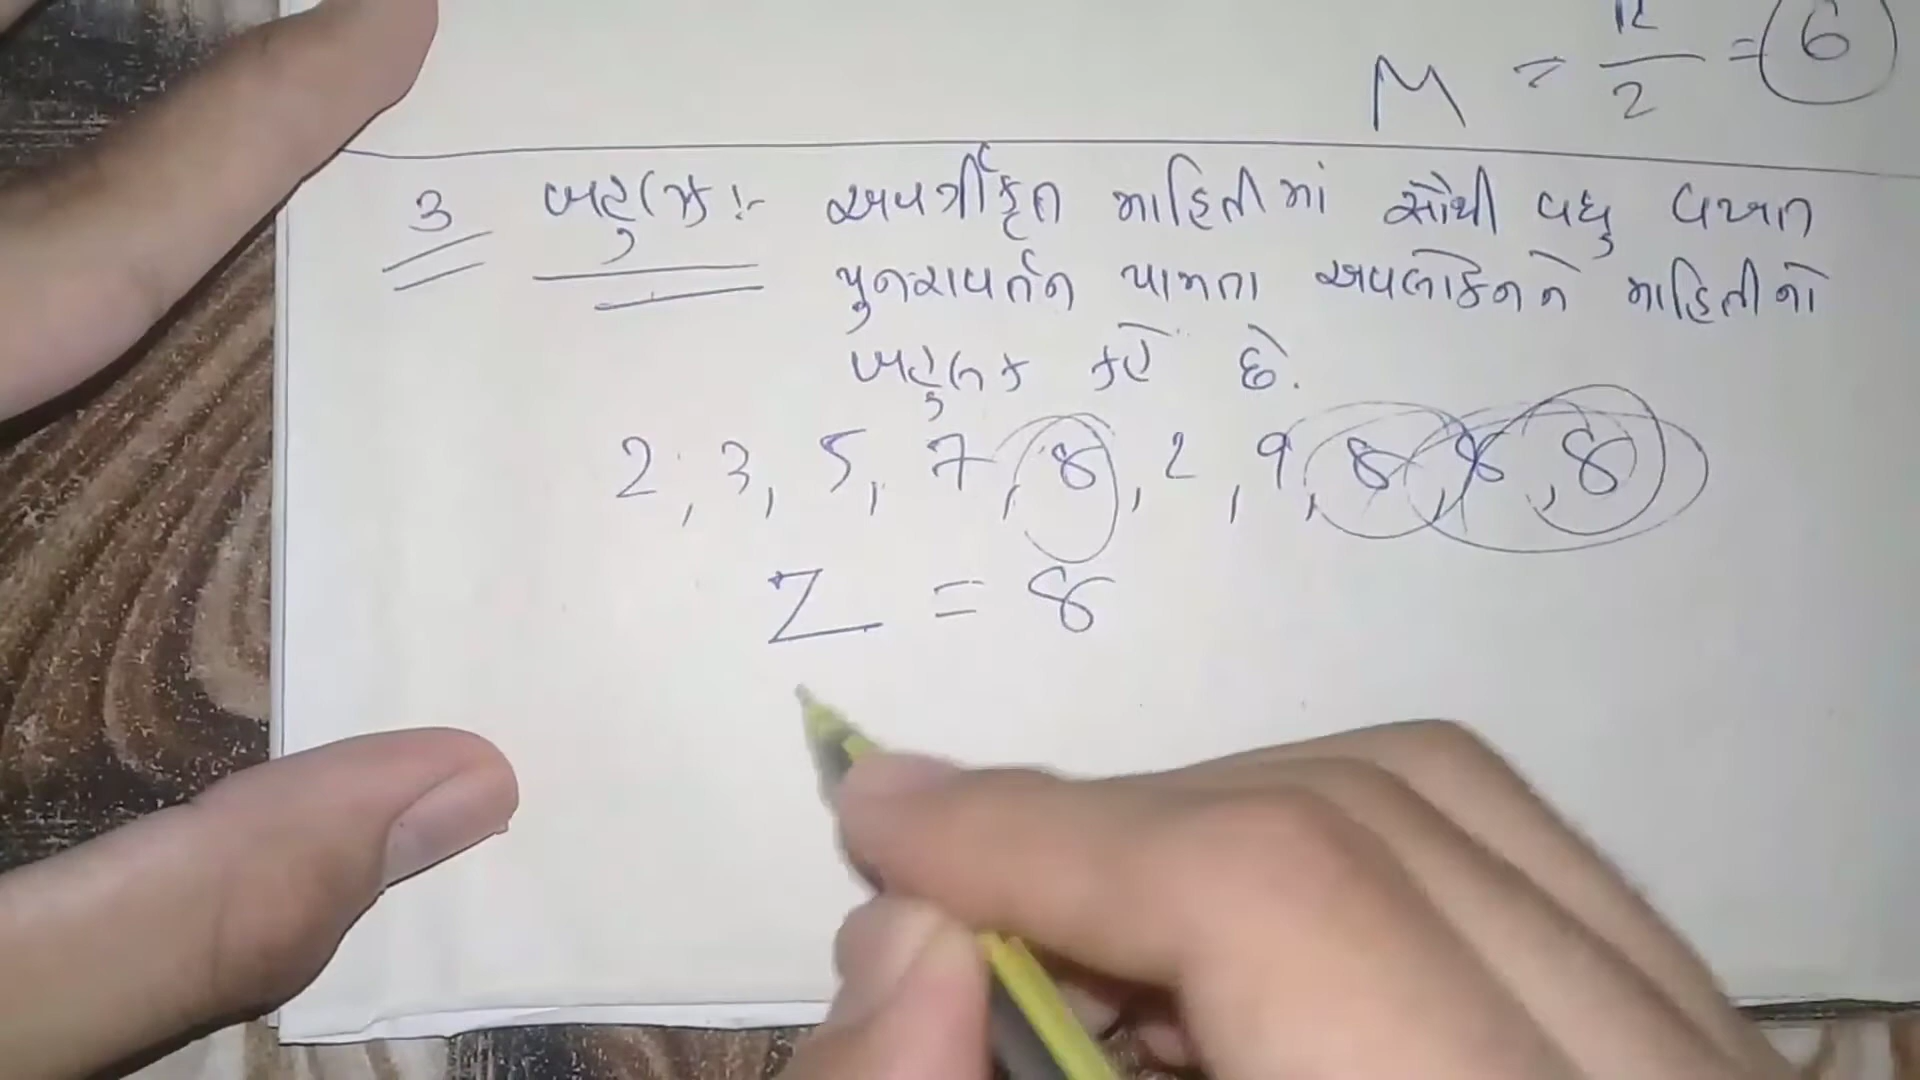 M = 12/2 = 6
3 બહુલક :- અવર્ગીકૃત માહિતીમાં સૌથી વધુ વખત
પુનરાવર્તન પામતા અવલોકનને માહિતીનો
બહુલક કહે છે.
2, 3, 5, 7, 8, 2, 9, 8, 8, 8
Z = 8